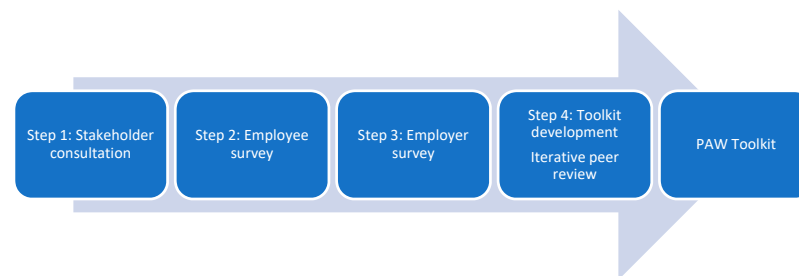 Step 1: Stakeholder
consultation
Step 2: Employee
survey
Step 3: Employer
survey
Step 4: Toolkit
development
Iterative peer
review
PAW Toolkit